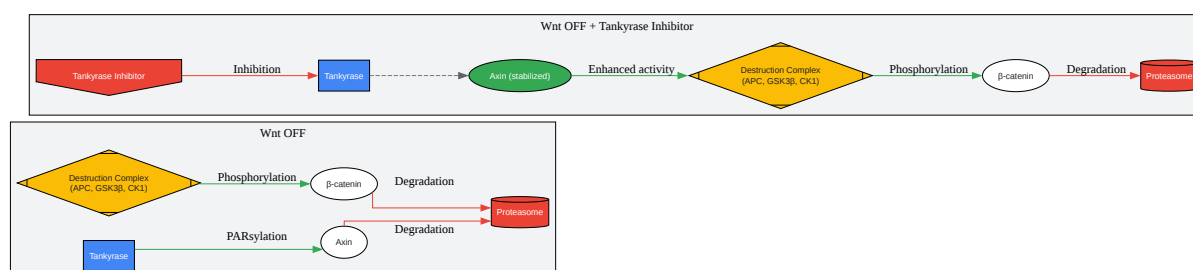 Wnt OFF + Tankyrase Inhibitor
Tankyrase Inhibitor
Inhibition
Tankyrase
Axin (stabilized)
Enhanced activity
Destruction Complex
(APC, GSK3β, CK1)
Phosphorylation
β-catenin
Degradation
Proteasome
Wnt OFF
Destruction Complex
(APC, GSK3β, CK1)
Phosphorylation
β-catenin
Degradation
Proteasome
Tankyrase
PARsylation
Axin
Degradation